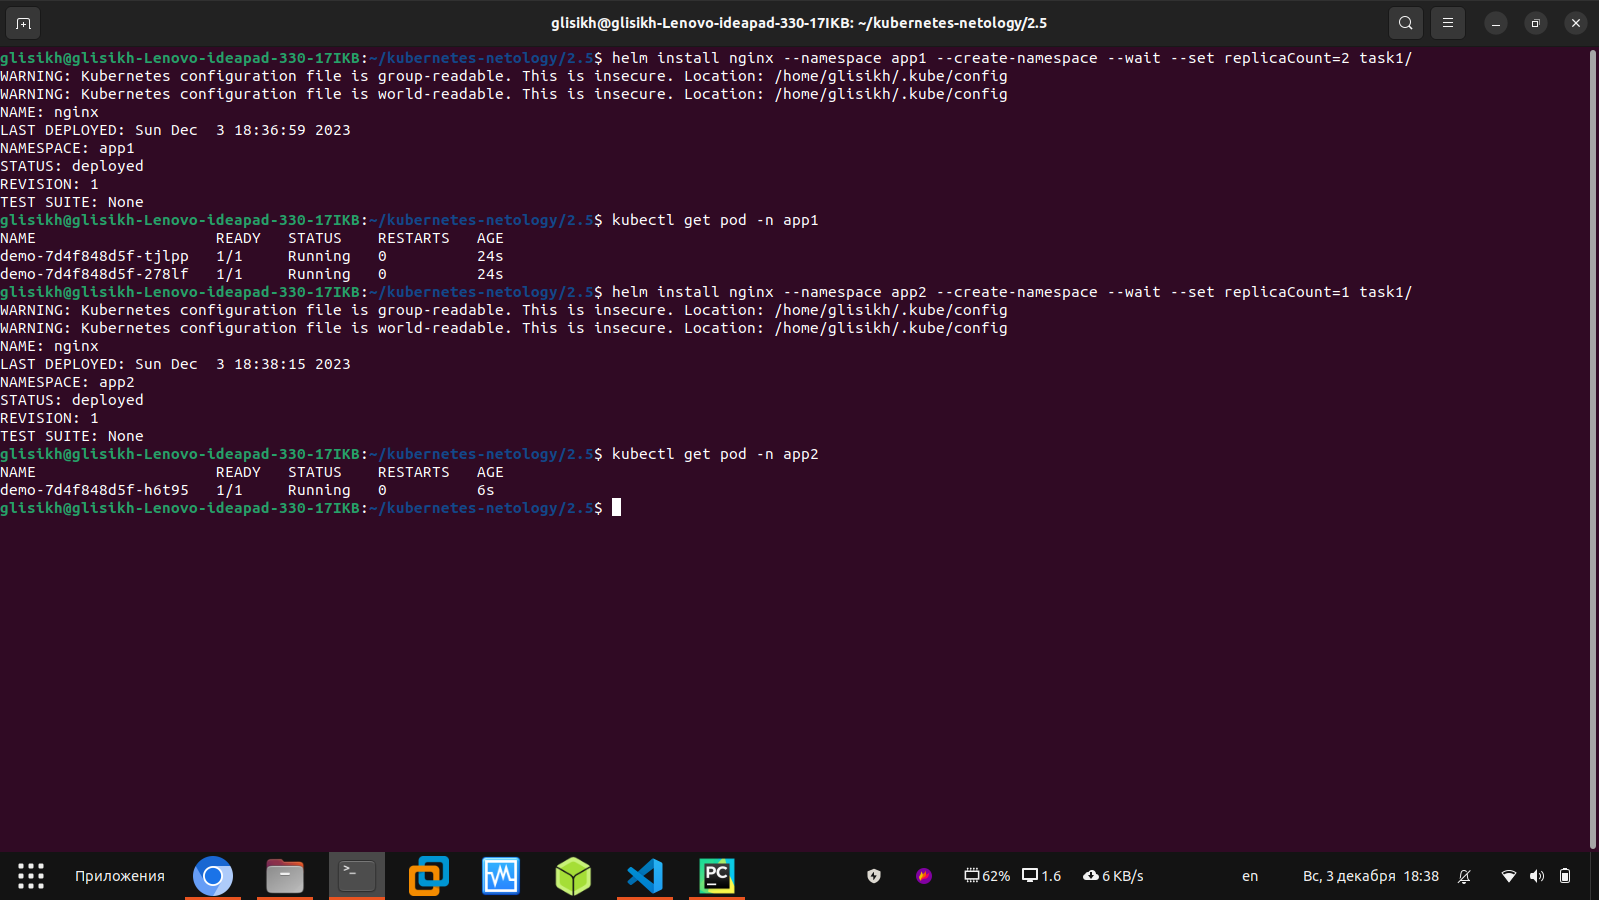 glisikh@glisikh-Lenovo-ideapad-330-17IKB: ~/kubernetes-netology/2.5
glisikh@glisikh-Lenovo-ideapad-330-17IKB:~/kubernetes-netology/2.5$ helm install nginx --namespace app1 --create-namespace --wait --set replicaCount=2 task1/
WARNING: Kubernetes configuration file is group-readable. This is insecure. Location: /home/glisikh/.kube/config
WARNING: Kubernetes configuration file is world-readable. This is insecure. Location: /home/glisikh/.kube/config
NAME: nginx
LAST DEPLOYED: Sun Dec  3 18:36:59 2023
NAMESPACE: app1
STATUS: deployed
REVISION: 1
TEST SUITE: None
glisikh@glisikh-Lenovo-ideapad-330-17IKB:~/kubernetes-netology/2.5$ kubectl get pod -n app1
NAME                    READY   STATUS    RESTARTS   AGE
demo-7d4f848d5f-tjlpp   1/1     Running   0          24s
demo-7d4f848d5f-278lf   1/1     Running   0          24s
glisikh@glisikh-Lenovo-ideapad-330-17IKB:~/kubernetes-netology/2.5$ helm install nginx --namespace app2 --create-namespace --wait --set replicaCount=1 task1/
WARNING: Kubernetes configuration file is group-readable. This is insecure. Location: /home/glisikh/.kube/config
WARNING: Kubernetes configuration file is world-readable. This is insecure. Location: /home/glisikh/.kube/config
NAME: nginx
LAST DEPLOYED: Sun Dec  3 18:38:15 2023
NAMESPACE: app2
STATUS: deployed
REVISION: 1
TEST SUITE: None
glisikh@glisikh-Lenovo-ideapad-330-17IKB:~/kubernetes-netology/2.5$ kubectl get pod -n app2
NAME                    READY   STATUS    RESTARTS   AGE
demo-7d4f848d5f-h6t95   1/1     Running   0          6s
glisikh@glisikh-Lenovo-ideapad-330-17IKB:~/kubernetes-netology/2.5$
Приложения >_ PC 62% 1.6 6 KB/s en Вс, 3 декабря 18:38